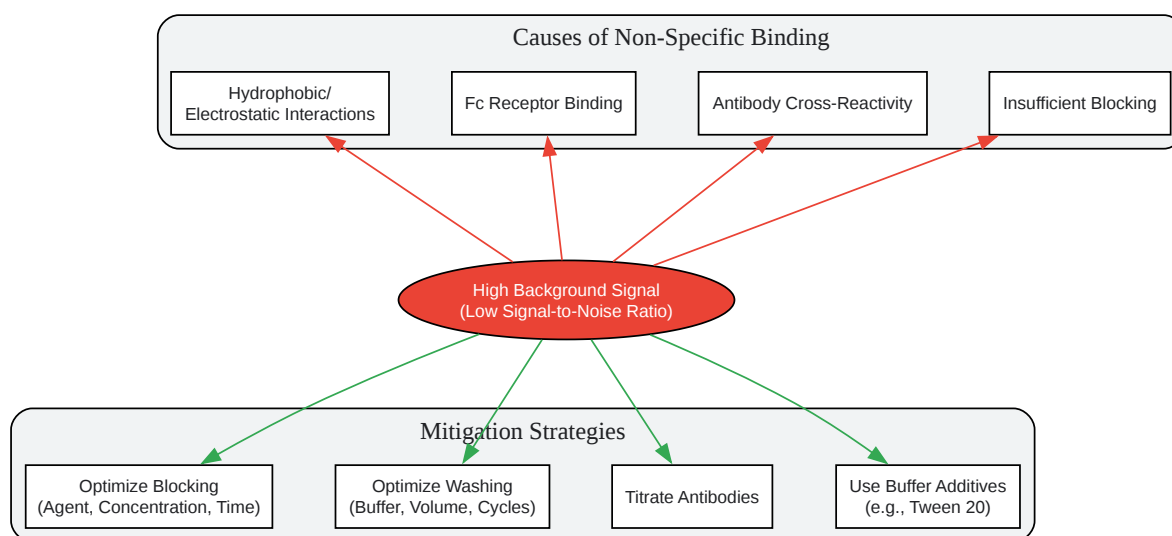 Causes of Non-Specific Binding
Hydrophobic/
Electrostatic Interactions
Fc Receptor Binding
Antibody Cross-Reactivity
Insufficient Blocking
High Background Signal
(Low Signal-to-Noise Ratio)
Mitigation Strategies
Optimize Blocking
(Agent, Concentration, Time)
Optimize Washing
(Buffer, Volume, Cycles)
Titrate Antibodies
Use Buffer Additives
(e.g., Tween 20)